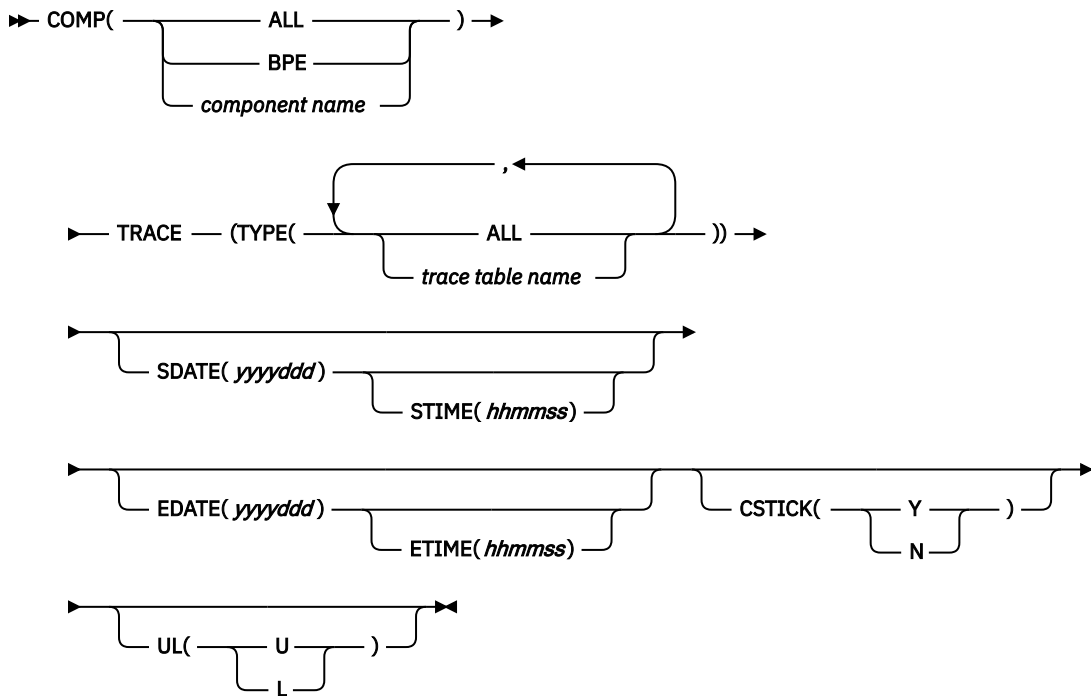 COMP( ALL )
BPE
component name
,
TRACE (TYPE( ALL ))
trace table name
SDATE( yyyyddd )
STIME( hhmmss )
EDATE( yyyyddd ) CSTICK( Y )
ETIME( hhmmss ) N
UL( U )
L